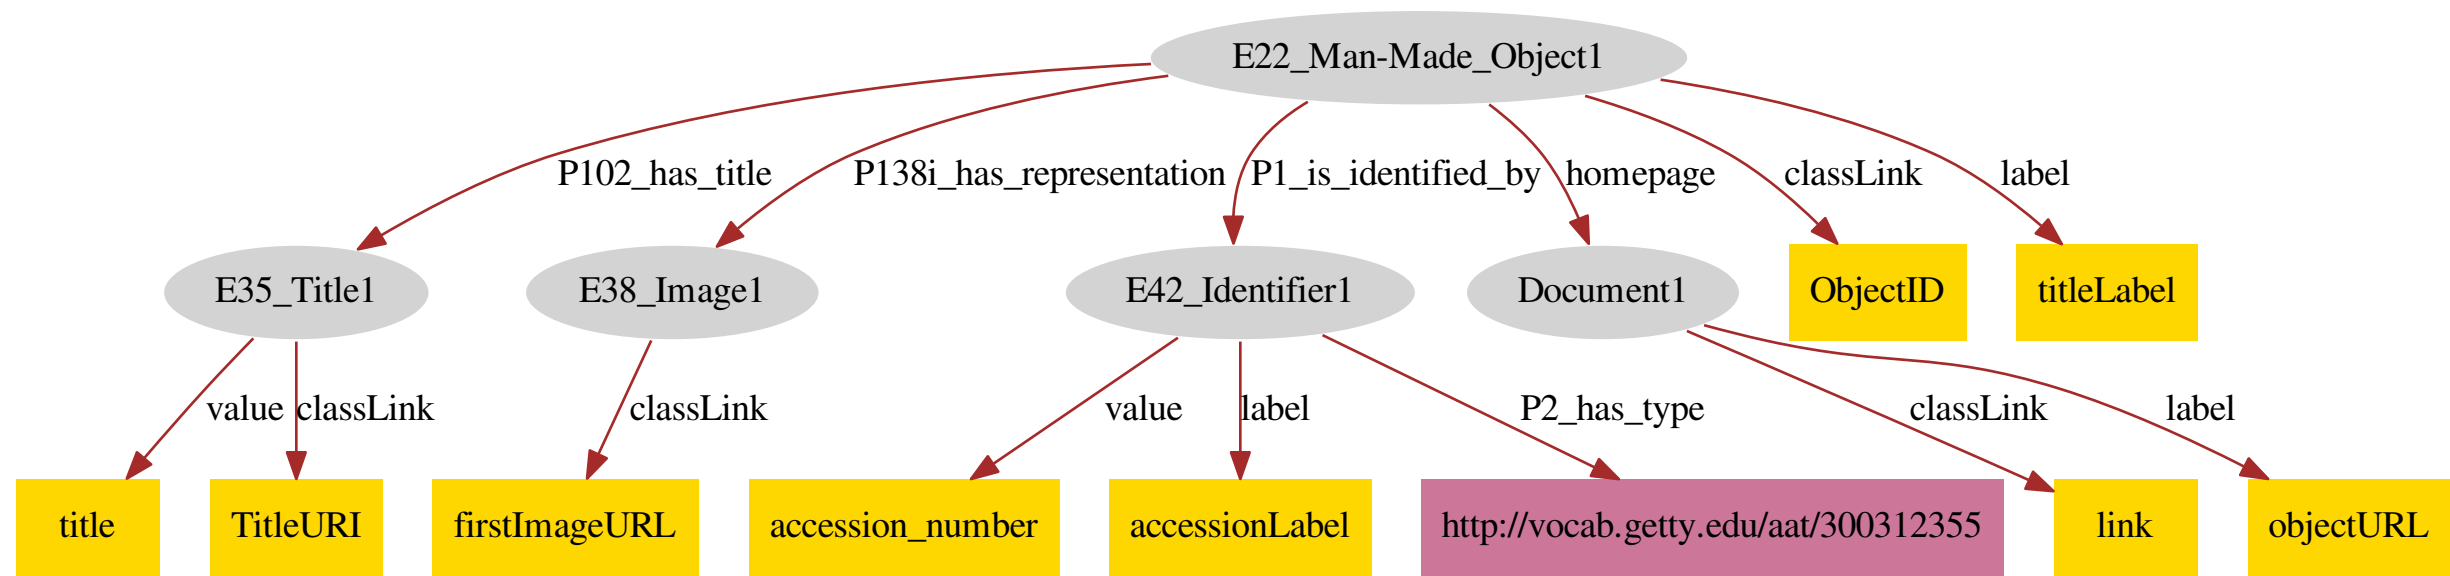 E22_Man-Made_Object1
P102_has_title
P138i_has_representation
P1_is_identified_by
homepage
classLink
label
E35_Title1
E38_Image1
E42_Identifier1
Document1
ObjectID
titleLabel
value
classLink
classLink
value
label
P2_has_type
classLink
label
title
TitleURI
firstImageURL
accession_number
accessionLabel
http://vocab.getty.edu/aat/300312355
link
objectURL